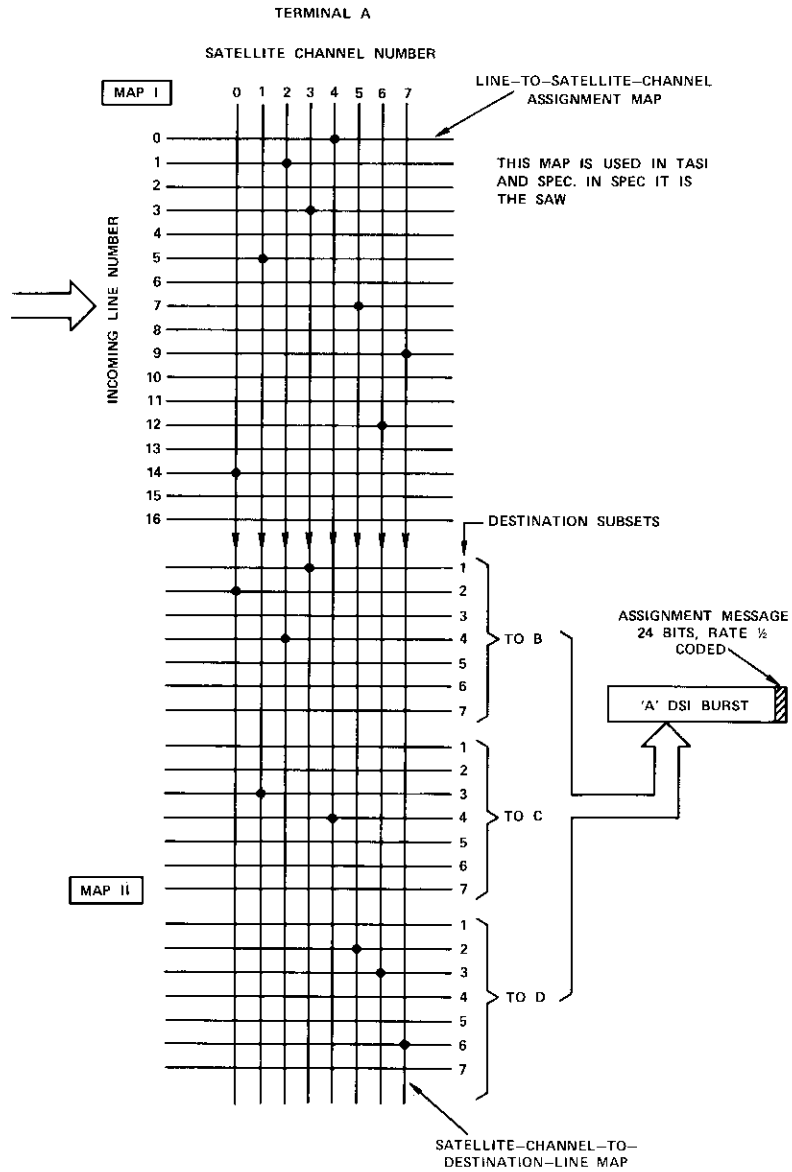 TERMINAL A
SATELLITE CHANNEL NUMBER
MAP I
0 1 2 3 4 5 6 7
LINE-TO-SATELLITE-CHANNEL
ASSIGNMENT MAP
THIS MAP IS USED IN TASI
AND SPEC. IN SPEC IT IS
THE SAW
INCOMING LINE NUMBER
0
1
2
3
4
5
6
7
8
9
10
11
12
13
14
15
16
DESTINATION SUBSETS
1
2
3
4
5
6
7
TO B
ASSIGNMENT MESSAGE
24 BITS, RATE ½
CODED
'A' DSI BURST
1
2
3
4
5
6
7
TO C
MAP II
1
2
3
4
5
6
7
TO D
SATELLITE-CHANNEL-TO-
DESTINATION-LINE MAP